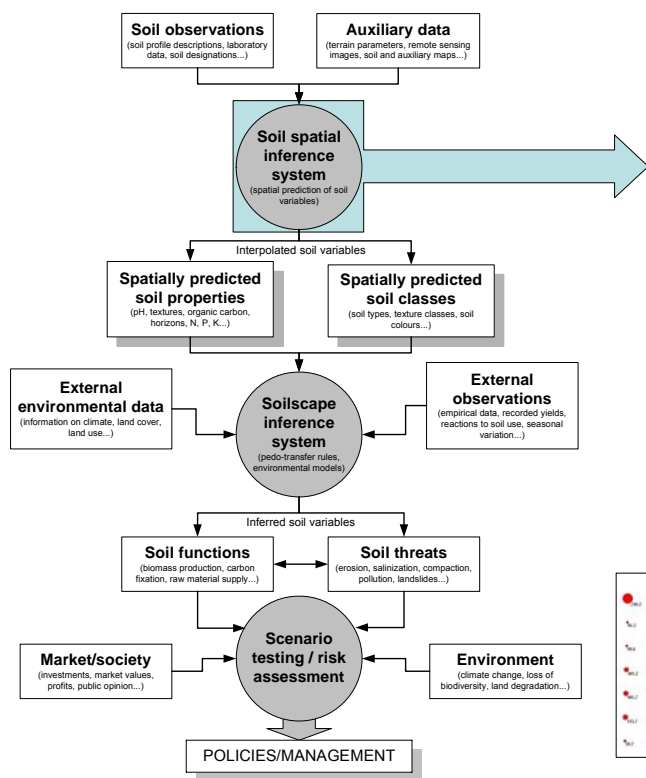 Soil observations
(soil profile descriptions, laboratory
data, soil designations...)
Auxiliary data
(terrain parameters, remote sensing
images, soil and auxiliary maps...)
Soil spatial
inference
system
(spatial prediction of soil
variables)
Interpolated soil variables
Spatially predicted
soil properties
(pH, textures, organic carbon,
horizons, N, P, K...)
Spatially predicted
soil classes
(soil types, texture classes, soil
colours...)
External
environmental data
(information on climate, land cover,
land use...)
Soilscape
inference
system
(pedo-transfer rules,
environmental models)
External
observations
(empirical data, recorded yields,
reactions to soil use, seasonal
variation...)
Inferred soil variables
Soil functions
(biomass production, carbon
fixation, raw material supply...)
Soil threats
(erosion, salinization, compaction,
pollution, landslides...)
Scenario
testing / risk
assessment
Market/society
(investments, market values,
profits, public opinion...)
Environment
(climate change, loss of
biodiversity, land degradation...)
POLICIES/MANAGEMENT